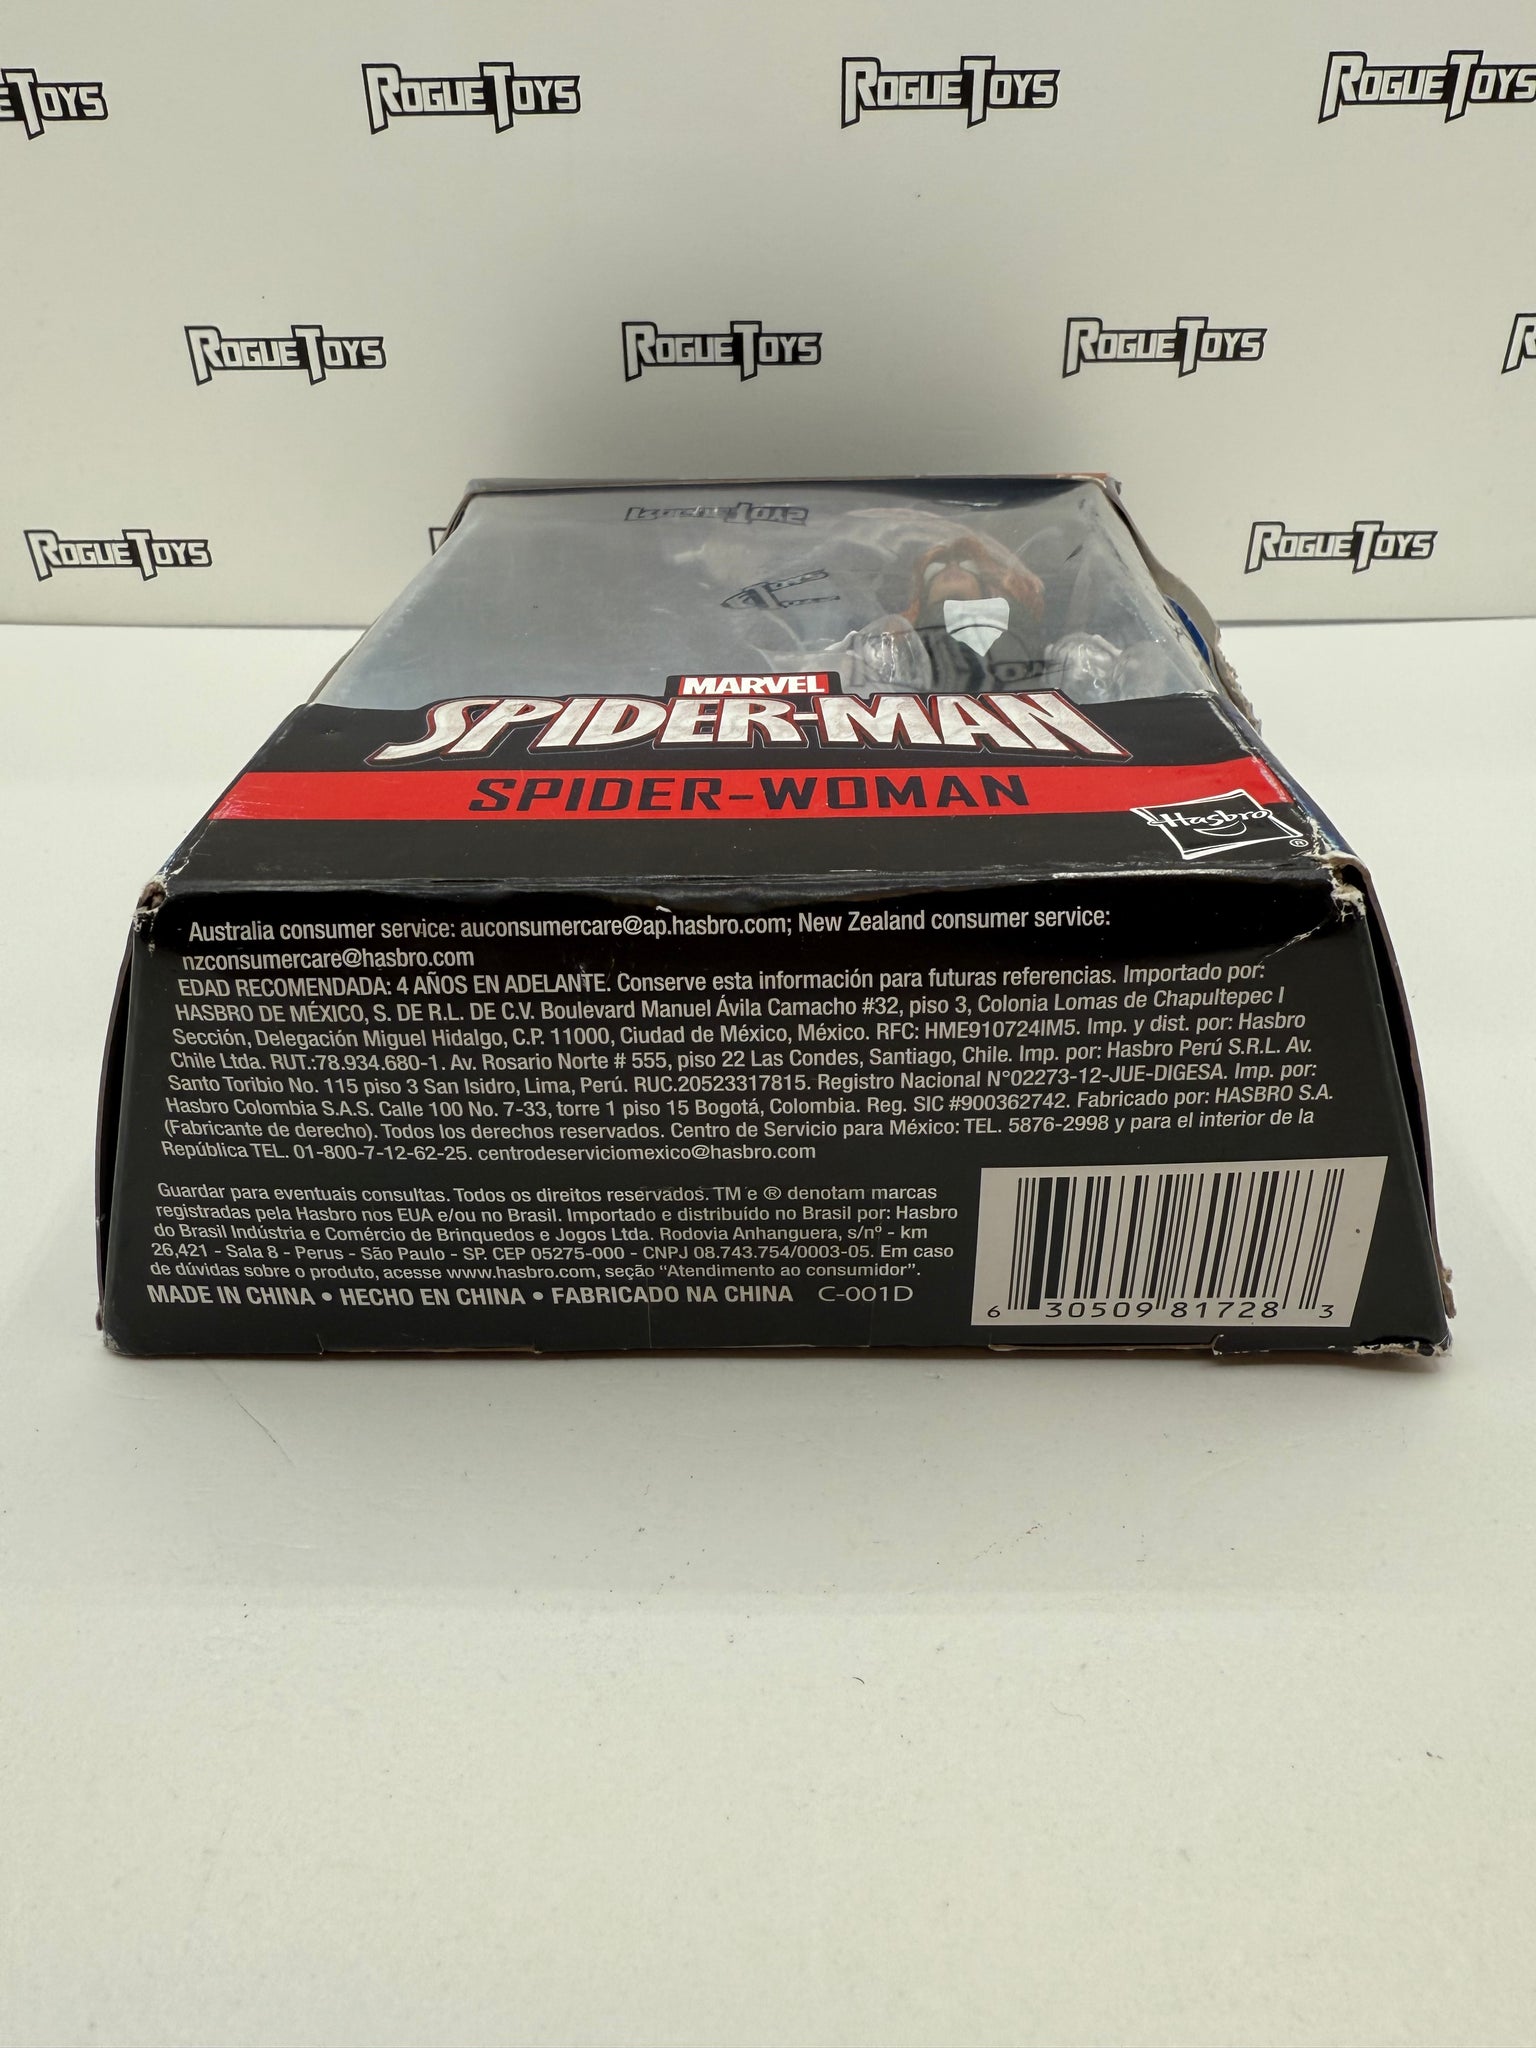 ROGUE TOYS
ROGUE TOYS
ROGUE TOYS
ROGUE TOYS
ROGUE TOYS
ROGUE TOYS
ROGUE TOYS
ROGUE TOYS
MARVEL
SPIDER-MAN
SPIDER-WOMAN
Hasbro
®
Australia consumer service: auconsumercare@ap.hasbro.com; New Zealand consumer service:
nzconsumercare@hasbro.com
EDAD RECOMENDADA: 4 AÑOS EN ADELANTE. Conserve esta información para futuras referencias. Importado por:
HASBRO DE MÉXICO, S. DE R.L. DE C.V. Boulevard Manuel Ávila Camacho #32, piso 3, Colonia Lomas de Chapultepec I
Sección, Delegación Miguel Hidalgo, C.P. 11000, Ciudad de México, México. RFC: HME910724IM5. Imp. y dist. por: Hasbro
Chile Ltda. RUT.:78.934.680-1. Av. Rosario Norte # 555, piso 22 Las Condes, Santiago, Chile. Imp. por: Hasbro Perú S.R.L. Av.
Santo Toribio No. 115 piso 3 San Isidro, Lima, Perú. RUC.20523317815. Registro Nacional N°02273-12-JUE-DIGESA. Imp. por:
Hasbro Colombia S.A.S. Calle 100 No. 7-33, torre 1 piso 15 Bogotá, Colombia. Reg. SIC #900362742. Fabricado por: HASBRO S.A.
(Fabricante de derecho). Todos los derechos reservados. Centro de Servicio para México: TEL. 5876-2998 y para el interior de la
República TEL. 01-800-7-12-62-25. centrodeserviciomexico@hasbro.com
Guardar para eventuais consultas. Todos os direitos reservados. TM e ® denotam marcas
registradas pela Hasbro nos EUA e/ou no Brasil. Importado e distribuído no Brasil por: Hasbro
do Brasil Indústria e Comércio de Brinquedos e Jogos Ltda. Rodovia Anhanguera, s/nº - km
26,421 - Sala 8 - Perus - São Paulo - SP. CEP 05275-000 - CNPJ 08.743.754/0003-05. Em caso
de dúvidas sobre o produto, acesse www.hasbro.com, seção “Atendimento ao consumidor”.
MADE IN CHINA • HECHO EN CHINA • FABRICADO NA CHINA C-001D
6 30509 81728 3